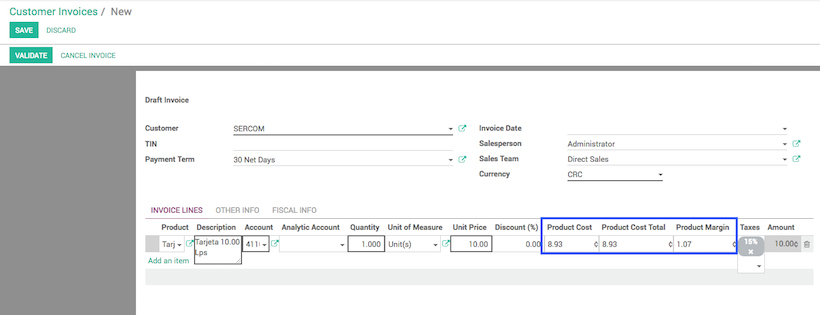 Customer Invoices / New
SAVE DISCARD
VALIDATE CANCEL INVOICE
Draft Invoice
Customer SERCOM
TIN
Payment Term 30 Net Days
Invoice Date
Salesperson Administrator
Sales Team Direct Sales
Currency CRC
INVOICE LINES OTHER INFO FISCAL INFO
Product Description Account Analytic Account Quantity Unit of Measure Unit Price Discount (%) Product Cost Product Cost Total Product Margin Taxes Amount
Tarj Tarjeta 10.00 Lps 411 1.000 Unit(s) 10.00 0.00 8.93 ¢ 8.93 ¢ 1.07 ¢ 15% × 10.00¢
Add an item